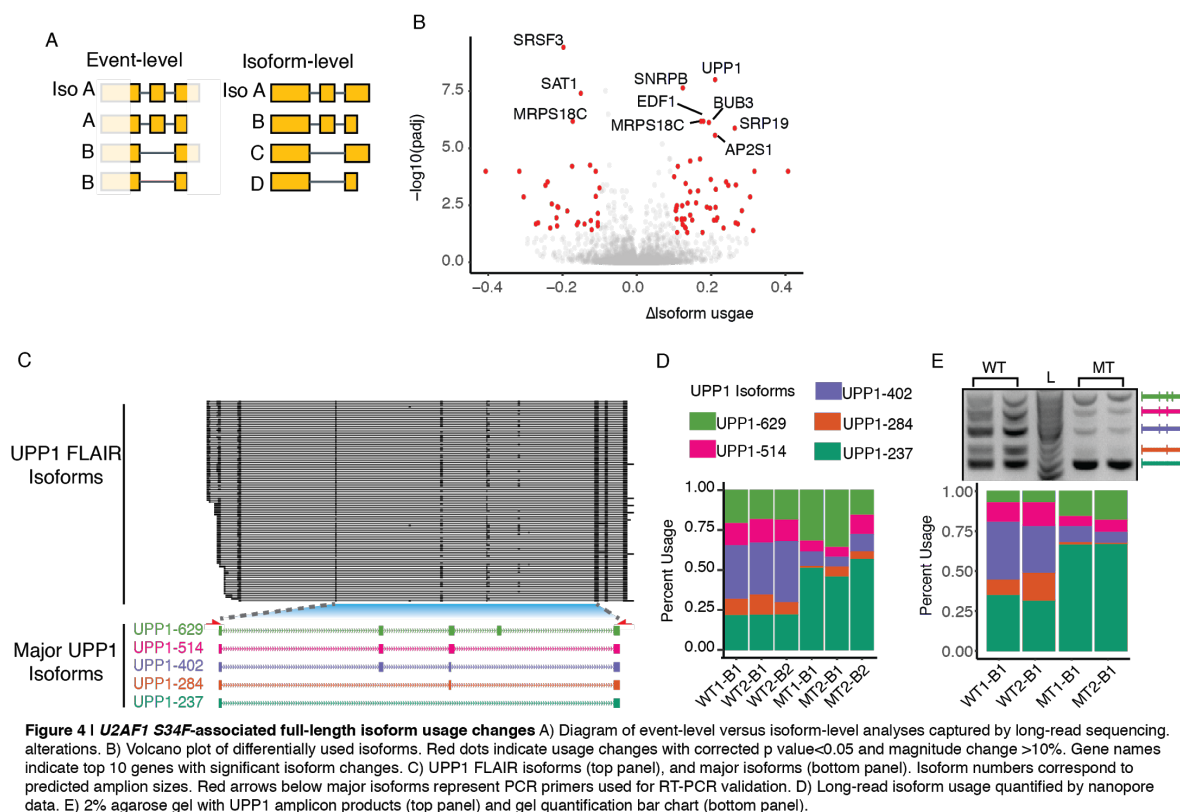 A
Event-level
Isoform-level
Iso A
A
B
B
Iso A
B
C
D
B
SRSF3
UPP1
SAT1
SNRPB
EDF1
BUB3
MRPS18C
MRPS18C
SRP19
AP2S1
−log10(padj)
7.5
5.0
2.5
0.0
−0.4
−0.2
0.0
0.2
0.4
ΔIsoform usgae
C
UPP1 FLAIR
Isoforms
Major UPP1
Isoforms
UPP1-629
UPP1-514
UPP1-402
UPP1-284
UPP1-237
D
UPP1 Isoforms
UPP1-629
UPP1-514
UPP1-402
UPP1-284
UPP1-237
Percent Usage
1.00
0.75
0.50
0.25
0.00
WT1-B1
WT2-B1
WT2-B2
MT1-B1
MT2-B1
MT2-B2
E
WT
L
MT
Percent Usage
1.00
0.75
0.50
0.25
0.00
WT1-B1
WT2-B1
MT1-B1
MT2-B1
Figure 4 | U2AF1 S34F-associated full-length isoform usage changes A) Diagram of event-level versus isoform-level analyses captured by long-read sequencing
alterations. B) Volcano plot of differentially used isoforms. Red dots indicate usage changes with corrected p value<0.05 and magnitude change >10%. Gene names
indicate top 10 genes with significant isoform changes. C) UPP1 FLAIR isoforms (top panel), and major isoforms (bottom panel). Isoform numbers correspond to
predicted amplion sizes. Red arrows below major isoforms represent PCR primers used for RT-PCR validation. D) Long-read isoform usage quantified by nanopore
data. E) 2% agarose gel with UPP1 amplicon products (top panel) and gel quantification bar chart (bottom panel).